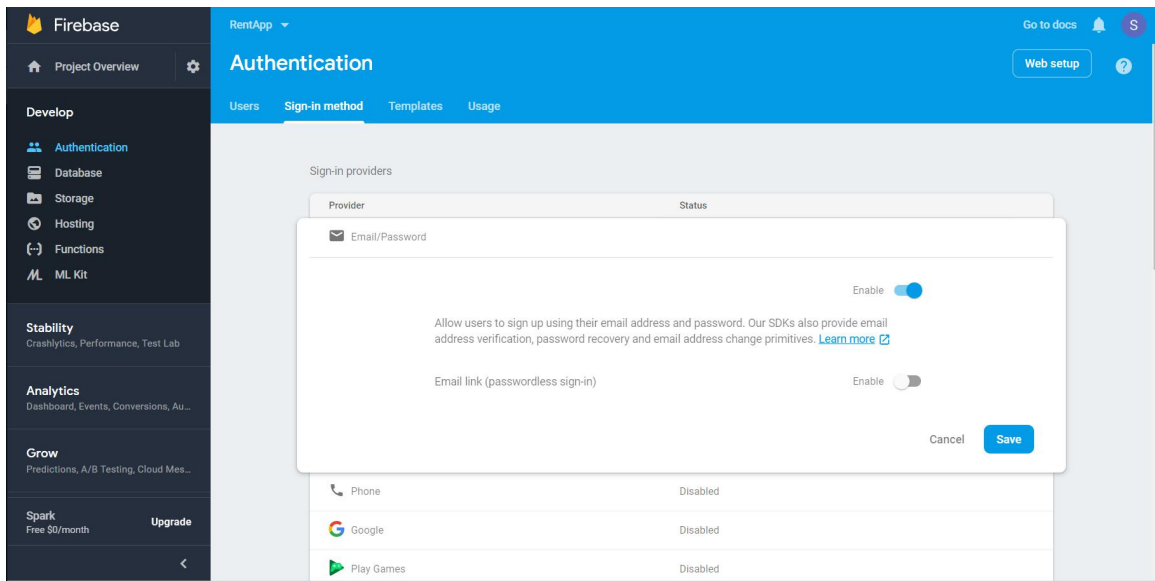 Firebase
Project Overview
Develop
Authentication
Database
Storage
Hosting
Functions
ML Kit
Stability
Crashlytics, Performance, Test Lab
Analytics
Dashboard, Events, Conversions, Au...
Grow
Predictions, A/B Testing, Cloud Mes...
Spark
Free $0/month
Upgrade
RentApp
Go to docs
S
Authentication
Web setup
?
Users Sign-in method Templates Usage
Sign-in providers
Provider Status
Email/Password
Enable
Allow users to sign up using their email address and password. Our SDKs also provide email
address verification, password recovery and email address change primitives. Learn more
Email link (passwordless sign-in) Enable
Cancel Save
Phone Disabled
Google Disabled
Play Games Disabled